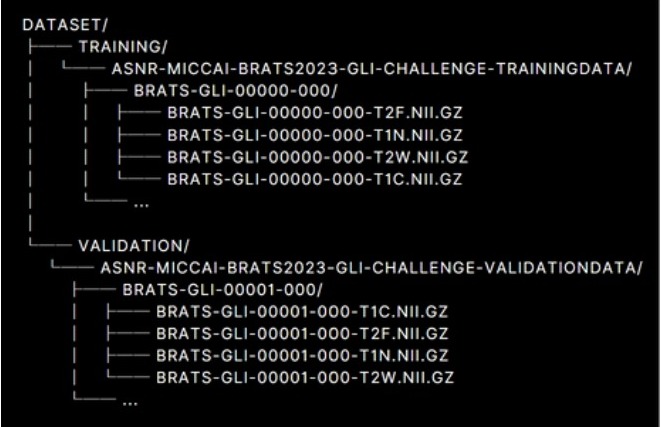 DATASET/
├── TRAINING/
│   └── ASNR-MICCAI-BRATS2023-GLI-CHALLENGE-TRAININGDATA/
│       ├── BRATS-GLI-00000-000/
│       │   ├── BRATS-GLI-00000-000-T2F.NII.GZ
│       │   ├── BRATS-GLI-00000-000-T1N.NII.GZ
│       │   ├── BRATS-GLI-00000-000-T2W.NII.GZ
│       │   └── BRATS-GLI-00000-000-T1C.NII.GZ
│       └── ...
│
└── VALIDATION/
    └── ASNR-MICCAI-BRATS2023-GLI-CHALLENGE-VALIDATIONDATA/
        ├── BRATS-GLI-00001-000/
        │   ├── BRATS-GLI-00001-000-T1C.NII.GZ
        │   ├── BRATS-GLI-00001-000-T2F.NII.GZ
        │   ├── BRATS-GLI-00001-000-T1N.NII.GZ
        │   └── BRATS-GLI-00001-000-T2W.NII.GZ
        └── ...